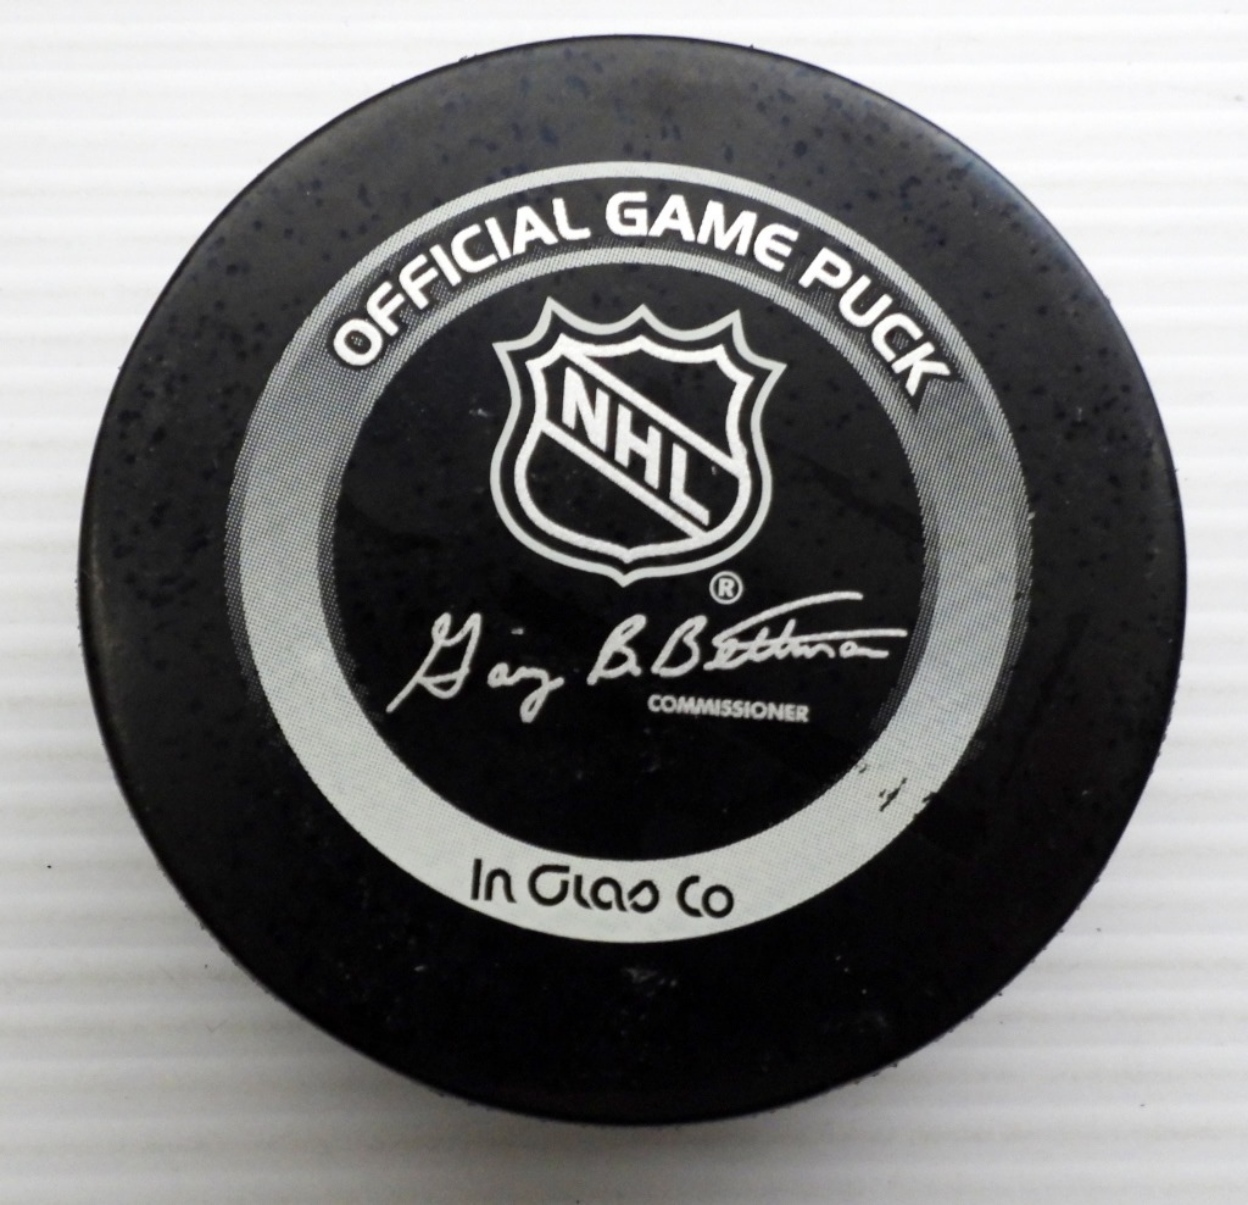 OFFICIAL GAME PUCK
NHL
®
Gary B. Bettman
COMMISSIONER
In Glas Co